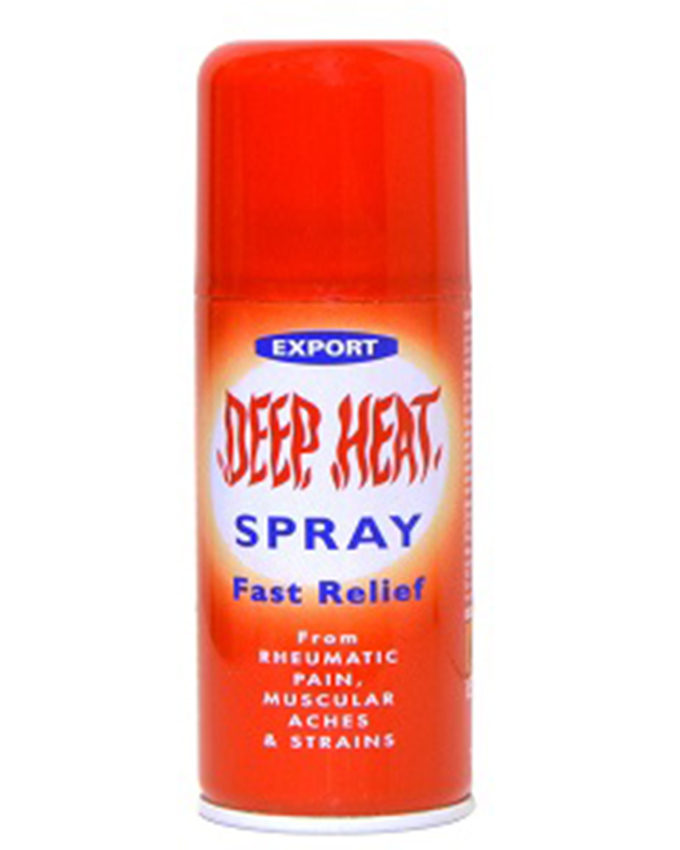 EXPORT
DEEP HEAT
SPRAY
Fast Relief
From
RHEUMATIC
PAIN,
MUSCULAR
ACHES
& STRAINS